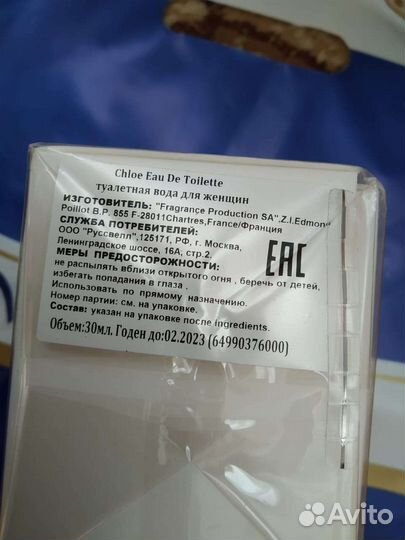 Chloe Eau De Toilette
туалетная вода для женщин
ИЗГОТОВИТЕЛЬ: "Fragrance Production SA".Z.I.Edmond
Poillot B.P. 855 F-28011Chartres,France/Франция
СЛУЖБА ПОТРЕБИТЕЛЕЙ:
ООО "Руссвелл",125171, РФ, г. Москва,
Ленинградское шоссе, 16А, стр.2.
МЕРЫ ПРЕДОСТОРОЖНОСТИ:
не распылять вблизи открытого огня , беречь от детей,
избегать попадания в глаза .
Использовать по прямому назначению.
Номер партии: см. на упаковке.
Состав: указан на упаковке после ingredients.
Объем:30мл. Годен до:02.2023 (64990376000)
EAC
Avito